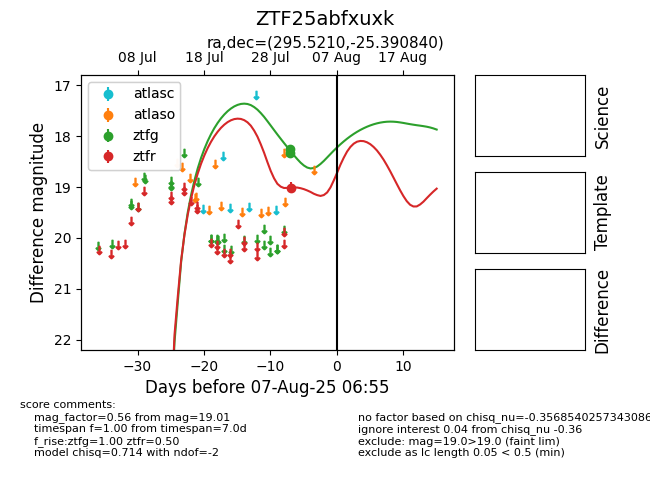 ZTF25abfxuxk
ra,dec=(295.5210,-25.390840)
08 Jul
18 Jul
28 Jul
07 Aug
17 Aug
atlasc
atlaso
ztfg
ztfr
17
18
19
20
21
22
Difference magnitude
−30
−20
−10
0
10
Days before 07-Aug-25 06:55
Science
Template
Difference
score comments:
mag_factor=0.56 from mag=19.01
timespan f=1.00 from timespan=7.0d
f_rise:ztfg=1.00 ztfr=0.50
model chisq=0.714 with ndof=-2
no factor based on chisq_nu=-0.3568540257343086
ignore interest 0.04 from chisq_nu -0.36
exclude: mag=19.0>19.0 (faint lim)
exclude as lc length 0.05 < 0.5 (min)